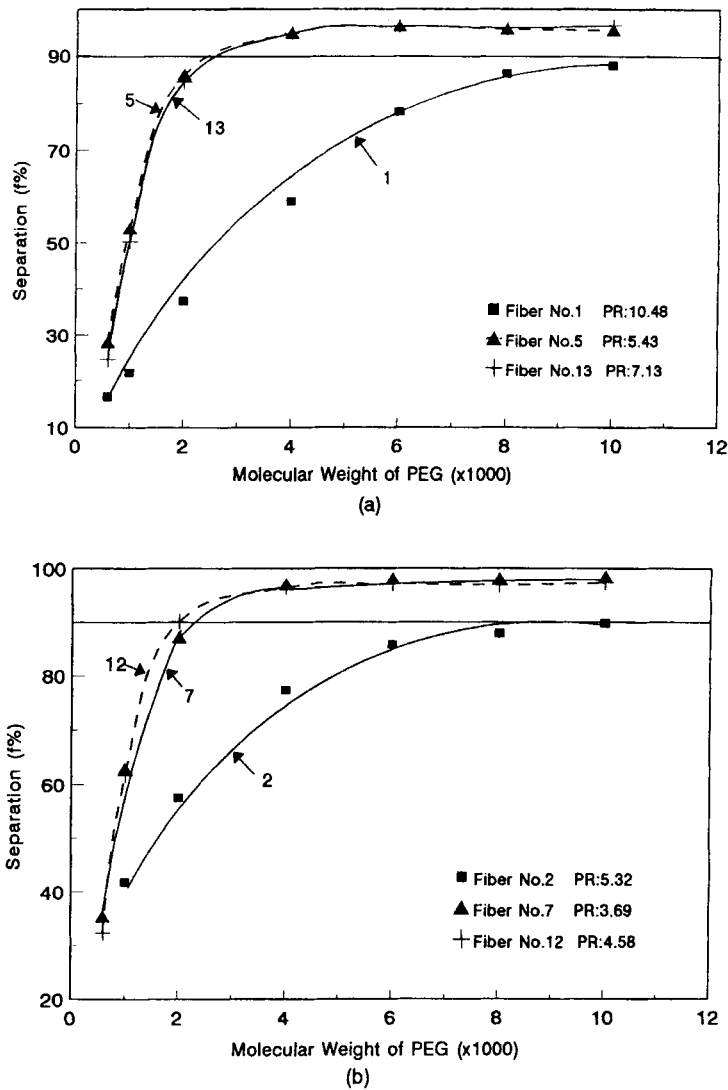 90
70
50
30
10
Separation (f%)
5
13
1
Fiber No.1 PR:10.48
Fiber No.5 PR:5.43
Fiber No.13 PR:7.13
0 2 4 6 8 10 12
Molecular Weight of PEG (x1000)
(a)
100
80
60
40
20
Separation (f%)
12
7
2
Fiber No.2 PR:5.32
Fiber No.7 PR:3.69
Fiber No.12 PR:4.58
0 2 4 6 8 10 12
Molecular Weight of PEG (x1000)
(b)